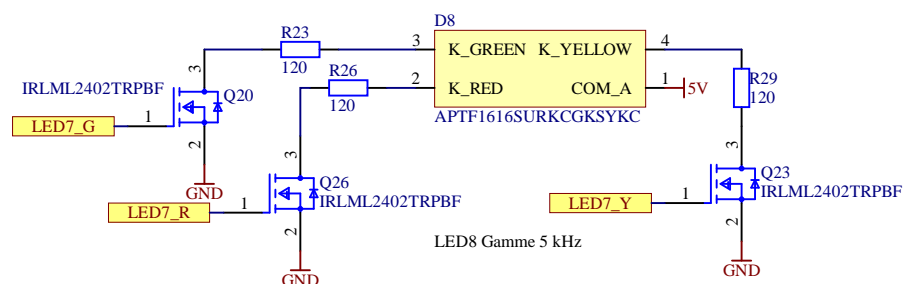 D8
R23
3
K_GREEN
K_YELLOW
4
120
R26
2
K_RED
COM_A
1
5V
R29
120
120
APTF1616SURKCGKSYKC
3
IRLML2402TRPBF
Q20
LED7_G
1
2
GND
3
Q26
IRLML2402TRPBF
LED7_R
1
2
GND
3
Q23
IRLML2402TRPBF
LED7_Y
1
2
GND
LED8 Gamme 5 kHz